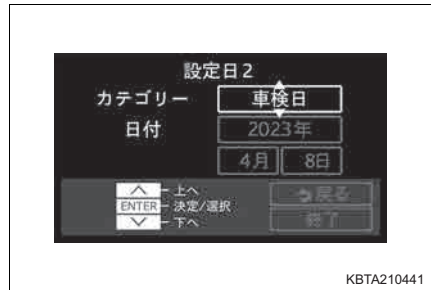 設定日2
カテゴリー 車検日
日付 2023年
4月 8日
上へ
ENTER 決定/選択
下へ
戻る
終了
KBTA210441